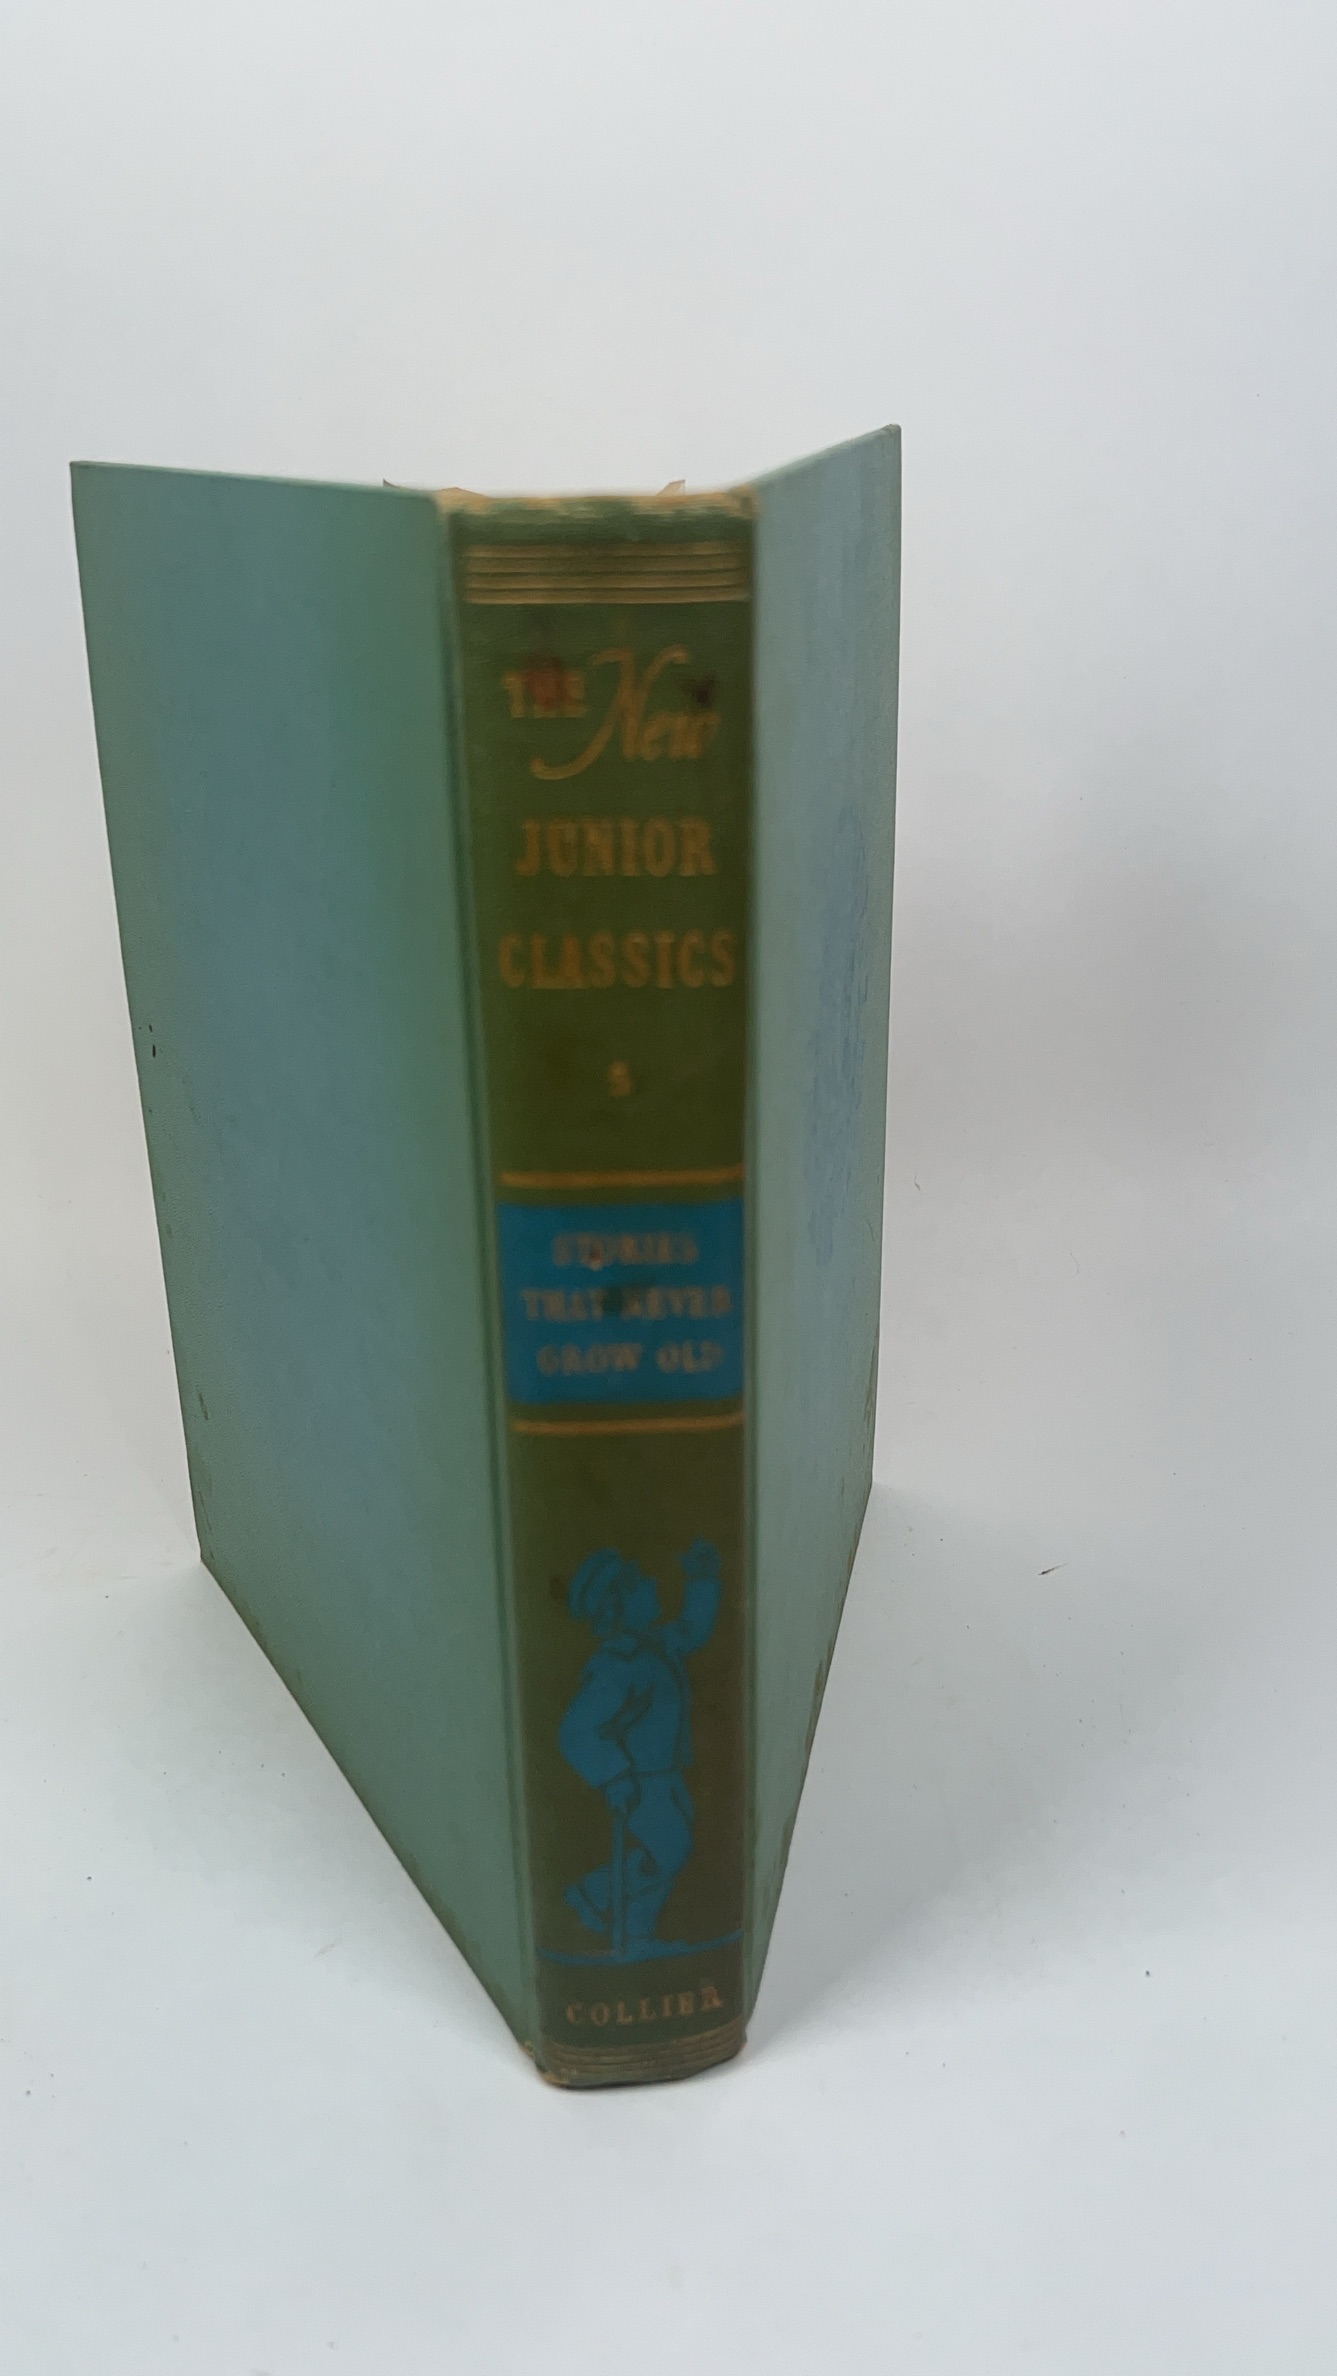 THE New
JUNIOR
CLASSICS
5
STORIES
THAT NEVER
GROW OLD
COLLIER